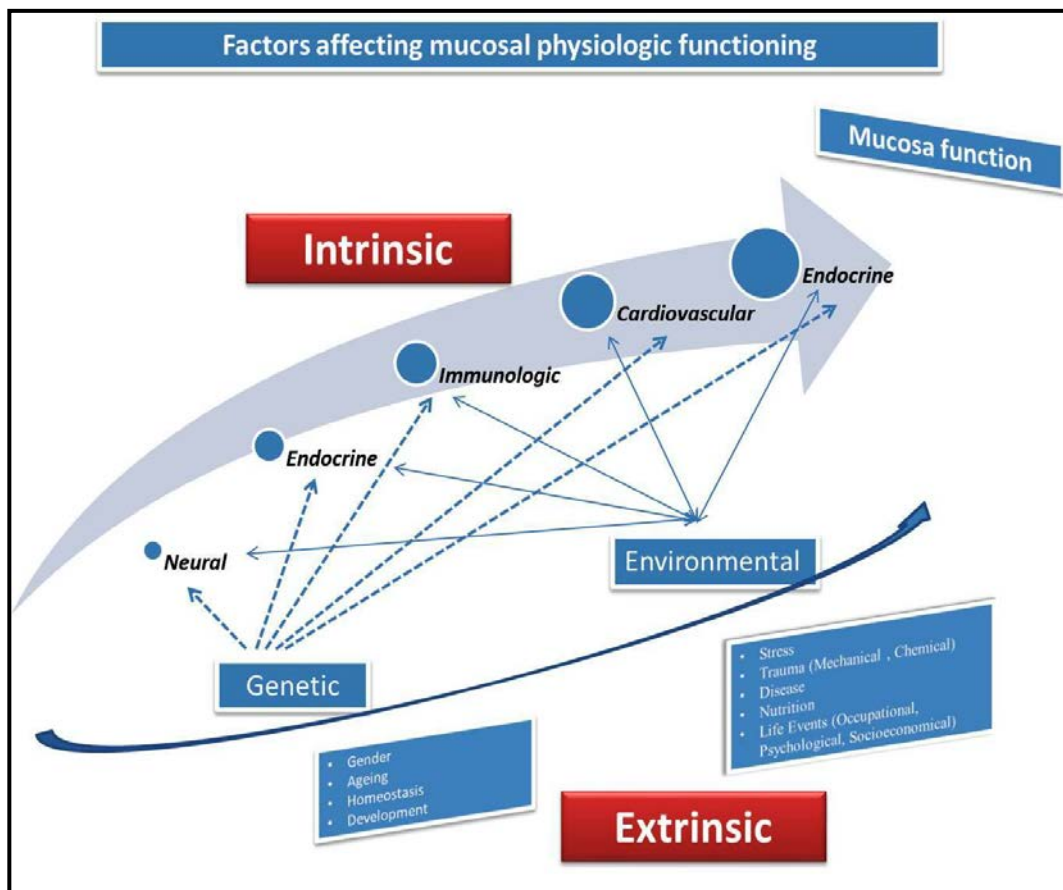 Factors affecting mucosal physiologic functioning
Mucosa function
Intrinsic
Endocrine
Cardiovascular
Immunologic
Endocrine
Neural
Environmental
Genetic
• Stress
• Trauma (Mechanical , Chemical)
• Disease
• Nutrition
• Life Events (Occupational,
Psychological, Socioeconomical)
• Gender
• Ageing
• Homeostasis
• Development
Extrinsic